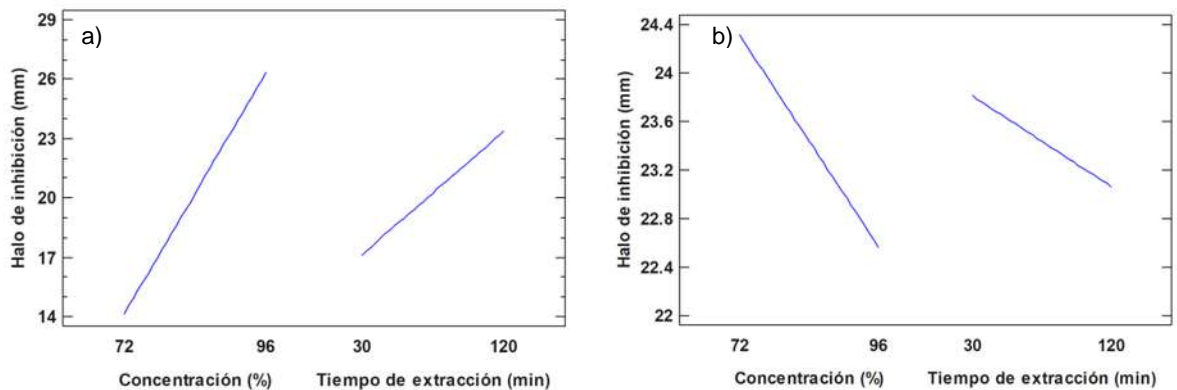 a)
Halo de inhibición (mm)
29
26
23
20
17
14
72
96
30
120
Concentración (%)
Tiempo de extracción (min)
b)
Halo de inhibición (mm)
24.4
24
23.6
23.2
22.8
22.4
22
72
96
30
120
Concentración (%)
Tiempo de extracción (min)